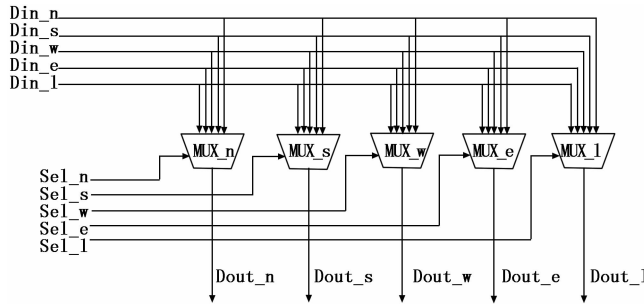 Din_n
Din_s
Din_w
Din_e
Din_l
MUX_n MUX_s MUX_w MUX_e MUX_l
Sel_n
Sel_s
Sel_w
Sel_e
Sel_l
Dout_n Dout_s Dout_w Dout_e Dout_l